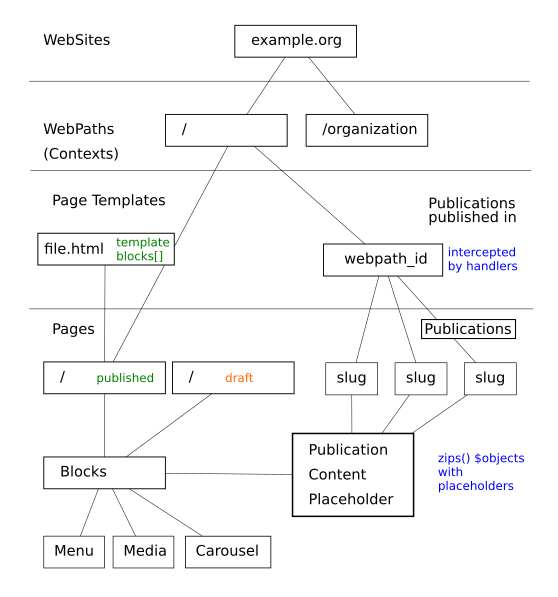 WebSites
example.org
WebPaths
(Contexts)
/
/organization
Page Templates
Publications
published in
file.html
template
blocks[]
webpath_id
intercepted
by handlers
Pages
Publications
/ published
/ draft
slug
slug
slug
Publication
Content
Placeholder
zips() $objects
with
placeholders
Blocks
Menu
Media
Carousel